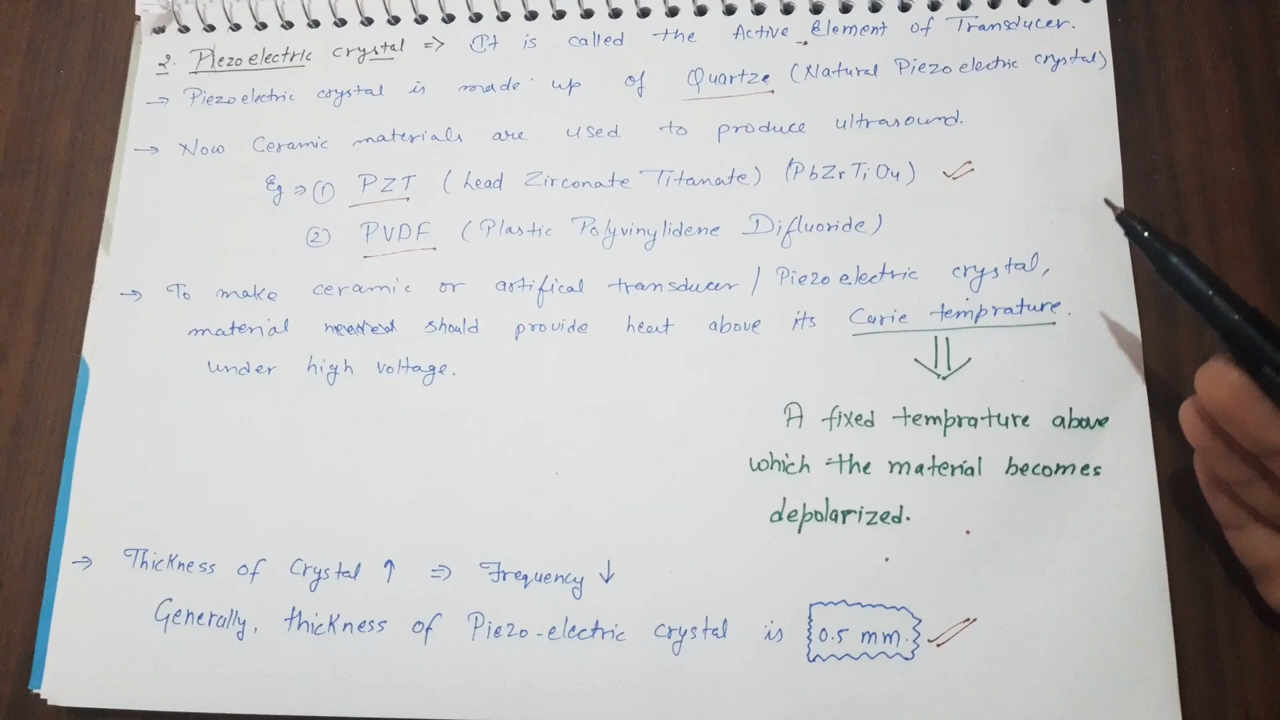 2. Piezoelectric crystal => It is called the Active Element of Transducer.
→ Piezoelectric crystal is made up of Quartze (Natural Piezoelectric crystal)
→ Now Ceramic materials are used to produce ultrasound.
Eg => ① PZT (Lead Zirconate Titanate) (PbZrTiO4)
② PVDF (Plastic Polyvinylidene Difluoride)
→ To make ceramic or artifical transducer / Piezoelectric crystal,
material should provide heat above its Curie temprature.
under high voltage.
A fixed temprature above
which the material becomes
depolarized.
→ Thickness of Crystal ↑ => Frequency ↓
Generally, thickness of Piezo-electric crystal is 0.5 mm.